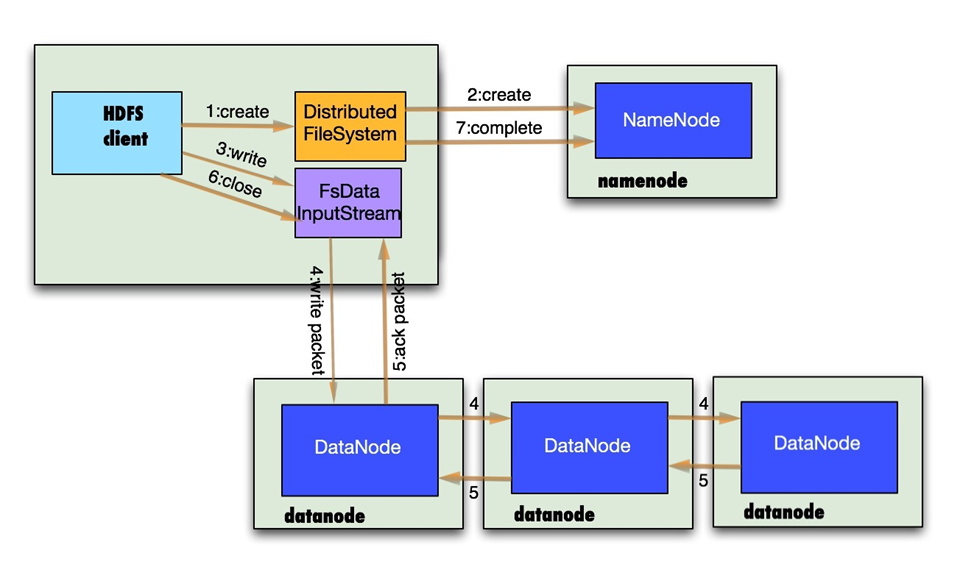 HDFS
client
1:create
Distributed
FileSystem
2:create
7:complete
NameNode
namenode
3:write
6:close
FsData
InputStream
4:write packet
5:ack packet
DataNode
datanode
4
5
DataNode
datanode
4
5
DataNode
datanode